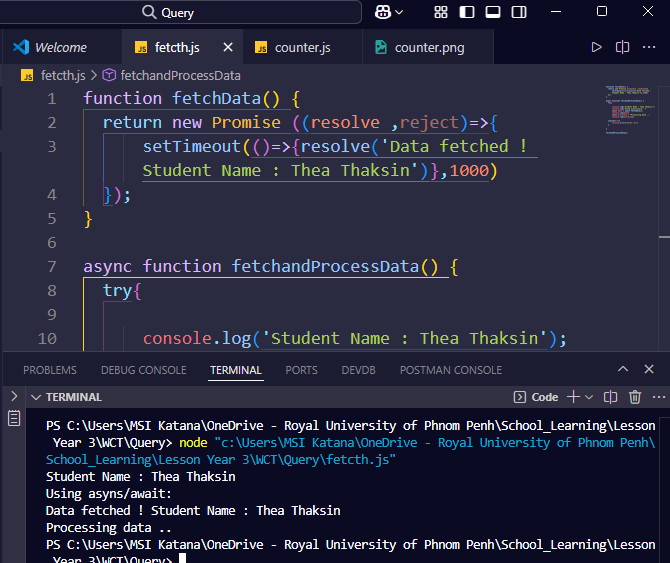 Query
Welcome
JS fetcth.js
JS counter.js
counter.png
JS fetcth.js > fetchandProcessData
1 function fetchData() {
2 return new Promise ((resolve ,reject)=>{
3 setTimeout(()=>{resolve('Data fetched !
Student Name : Thea Thaksin')},1000)
4 });
5 }
6
7 async function fetchandProcessData() {
8 try{
9
10 console.log('Student Name : Thea Thaksin');
PROBLEMS DEBUG CONSOLE TERMINAL PORTS DEVDB POSTMAN CONSOLE
TERMINAL
Code
PS C:\Users\MSI Katana\OneDrive - Royal University of Phnom Penh\School_Learning\Lesson
Year 3\WCT\Query> node "c:\Users\MSI Katana\OneDrive - Royal University of Phnom Penh\
School_Learning\Lesson Year 3\WCT\Query\fetcth.js"
Student Name : Thea Thaksin
Using asyns/await:
Data fetched ! Student Name : Thea Thaksin
Processing data ..
PS C:\Users\MSI Katana\OneDrive - Royal University of Phnom Penh\School_Learning\Lesson
Year 3\WCT\Query>